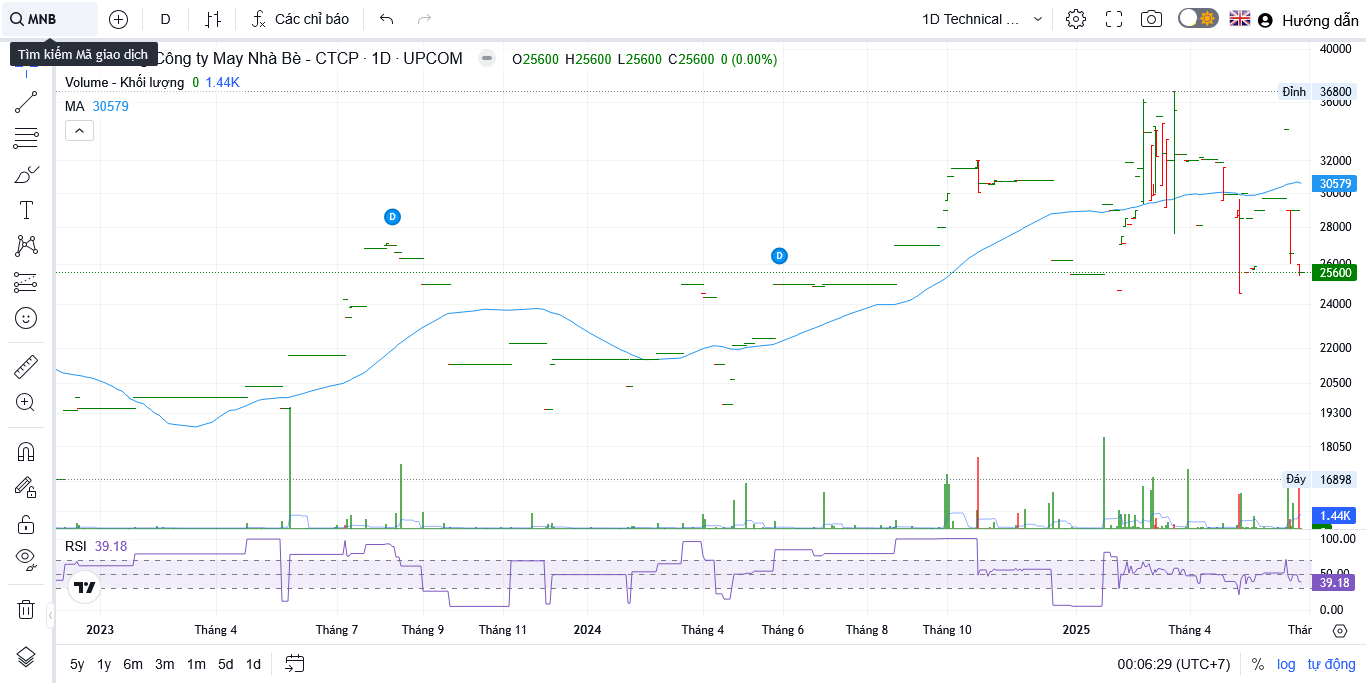 MNB D Các chỉ báo 1D Technical ... Hướng dẫn
Tìm kiếm Mã giao dịch
Công ty May Nhà Bè - CTCP · 1D · UPCOM O25600 H25600 L25600 C25600 0 (0.00%)
Volume - Khối lượng 0 1.44K
MA 30579
D
D
40000
Đỉnh 36800
36000
32000
30579
30000
28000
26000
25600
24000
22000
20500
19300
18050
Đáy 16898
1.44K
RSI 39.18
100.00
50.00
39.18
0.00
2023 Tháng 4 Tháng 7 Tháng 9 Tháng 11 2024 Tháng 4 Tháng 6 Tháng 8 Tháng 10 2025 Tháng 4 Thár
5y 1y 6m 3m 1m 5d 1d 00:06:29 (UTC+7) % log tự động